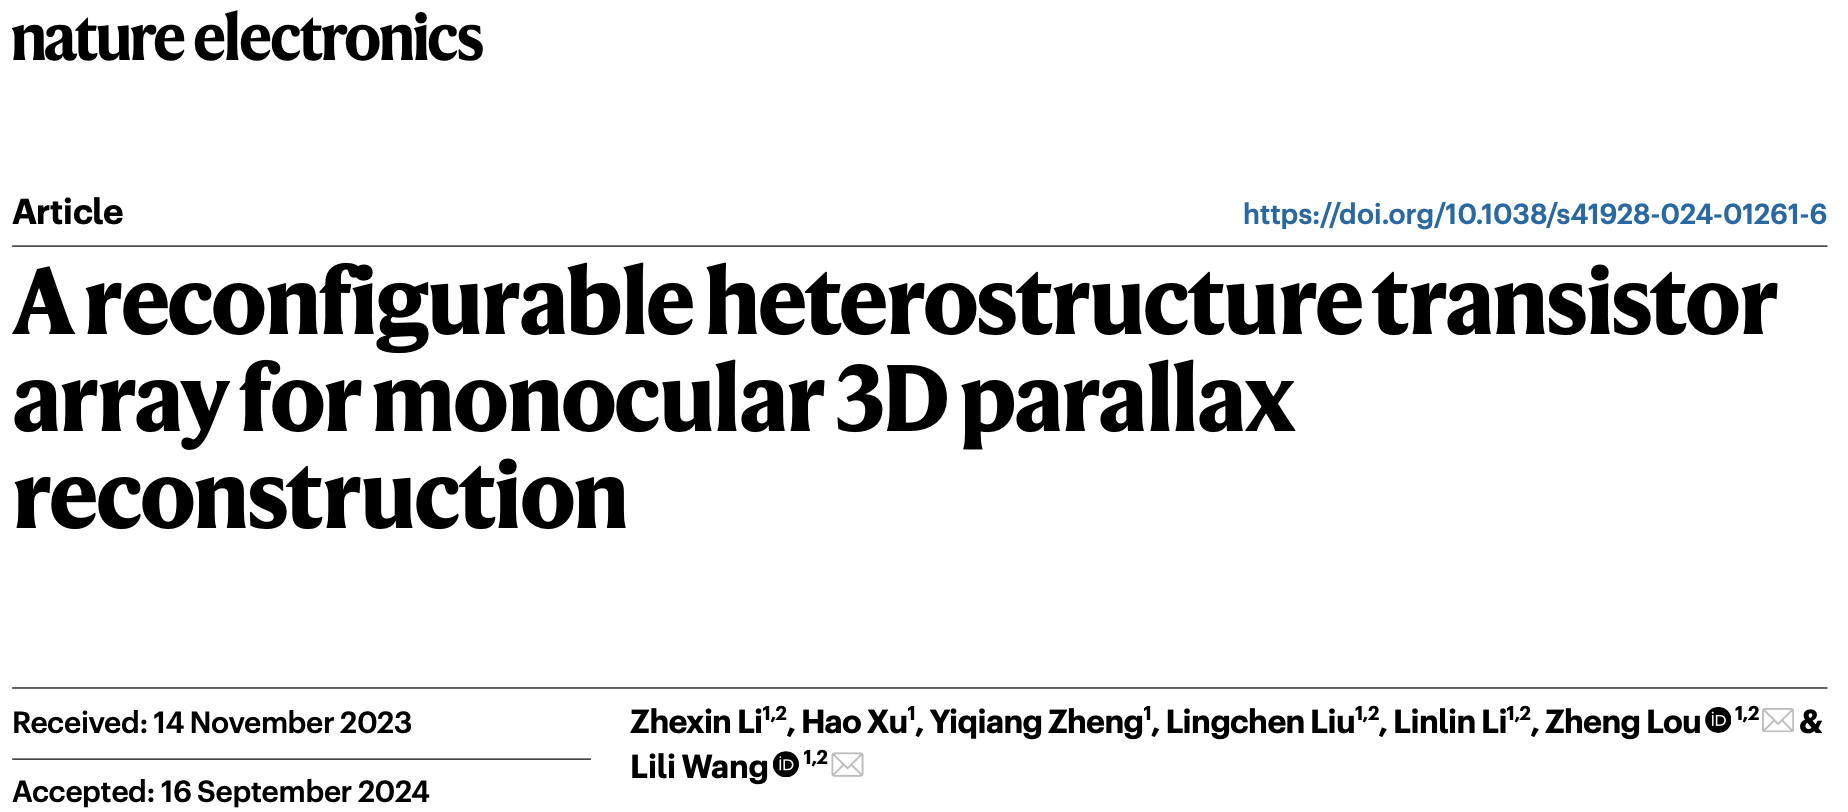 nature electronics
Article
https://doi.org/10.1038/s41928-024-01261-6
A reconfigurable heterostructure transistor
array for monocular 3D parallax
reconstruction
Received: 14 November 2023
Accepted: 16 September 2024
Zhexin Li1,2, Hao Xu1, Yiqiang Zheng1, Lingchen Liu1,2, Linlin Li1,2, Zheng Lou iD 1,2 &
Lili Wang iD 1,2